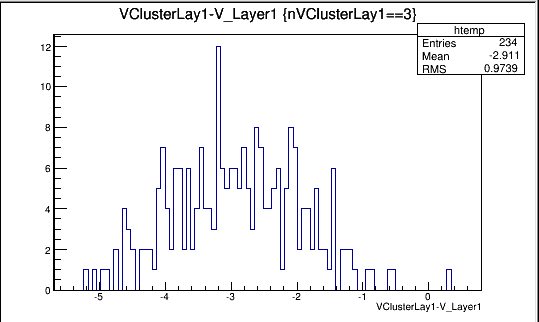 VClusterLay1-V_Layer1 {nVClusterLay1==3}
htemp
Entries 234
Mean -2.911
RMS 0.9739
12
10
8
6
4
2
0
-5 -4 -3 -2 -1 0
VClusterLay1-V_Layer1